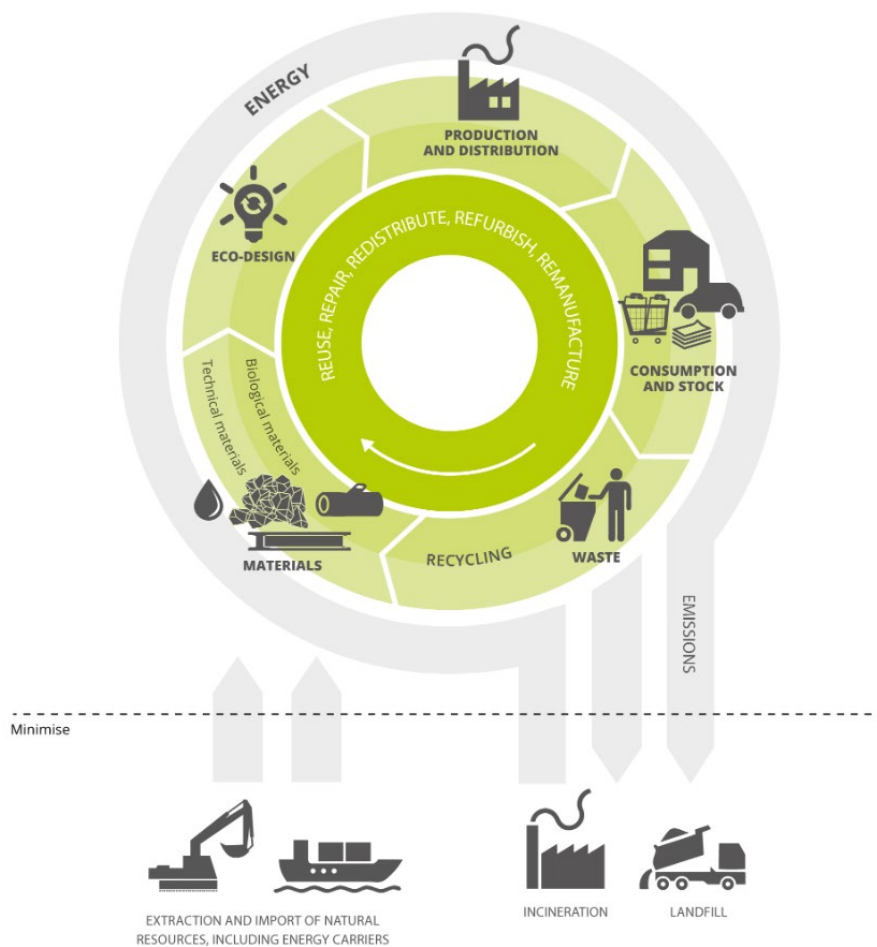 ENERGY
PRODUCTION
AND DISTRIBUTION
ECO-DESIGN
REUSE, REPAIR, REDISTRIBUTE, REFURBISH, REMANUFACTURE
CONSUMPTION
AND STOCK
Technical materials
Biological materials
MATERIALS
RECYCLING
WASTE
EMISSIONS
Minimise
EXTRACTION AND IMPORT OF NATURAL
RESOURCES, INCLUDING ENERGY CARRIERS
INCINERATION
LANDFILL